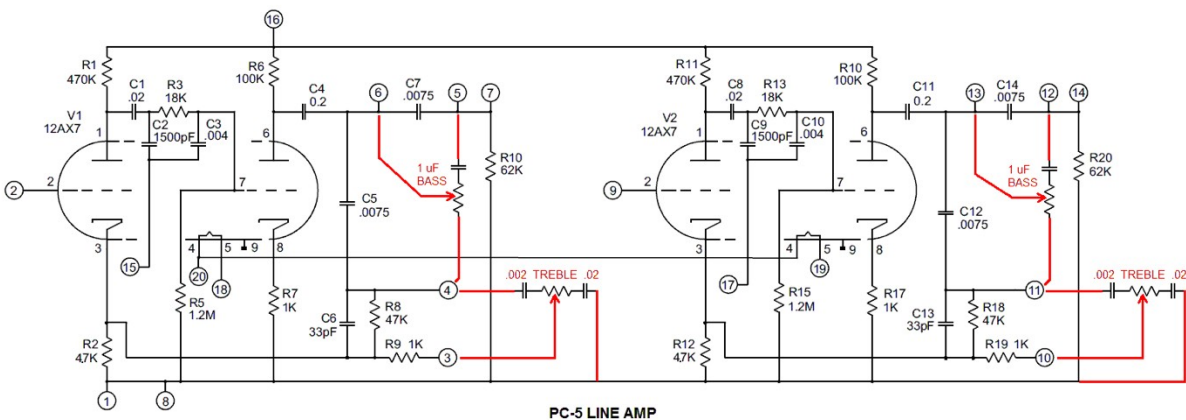 16
R1
470K
R6
100K
C1
.02
R3
18K
C4
0.2
6
C7
.0075
5
7
V1
12AX7
C2
1500pF
C3
.004
1
6
1 uF
BASS
R10
62K
2
2
7
C5
.0075
3
4
5
9
8
15
20
18
4
.002 TREBLE .02
R5
1.2M
R7
1K
C6
33pF
R8
47K
R9 1K
3
R2
4,7K
1
8
R11
470K
R10
100K
C8
.02
R13
18K
C11
0.2
13
C14
.0075
12
14
V2
12AX7
C9
1500pF
C10
.004
1
6
1 uF
BASS
R20
62K
9
2
7
C12
.0075
3
4
5
9
8
17
19
11
.002 TREBLE .02
R15
1.2M
R17
1K
C13
33pF
R18
47K
R19 1K
10
R12
4,7K
PC-5 LINE AMP